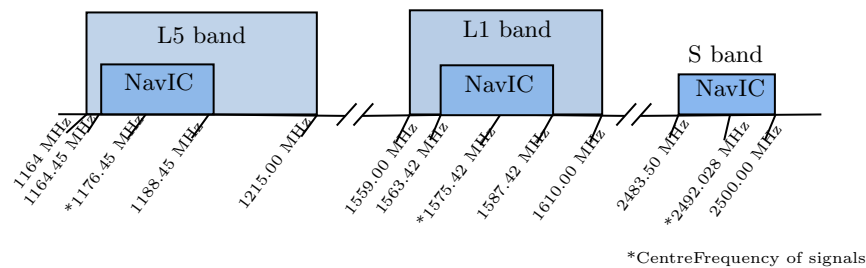 L5 band
L1 band
S band
NavIC
NavIC
NavIC
1164 MHz
1164.45 MHz
*1176.45 MHz
1188.45 MHz
1215.00 MHz
1559.00 MHz
1563.42 MHz
*1575.42 MHz
1587.42 MHz
1610.00 MHz
2483.50 MHz
*2492.028 MHz
2500.00 MHz
*CentreFrequency of signals